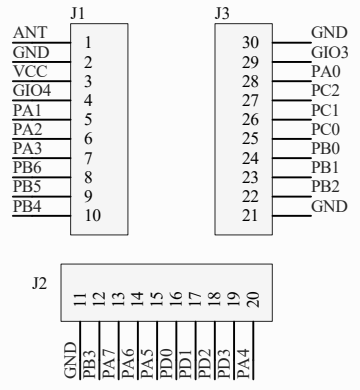 J1
ANT 1
GND 2
VCC 3
GIO4 4
PA1 5
PA2 6
PA3 7
PB6 8
PB5 9
PB4 10
J3
30 GND
29 GIO3
28 PA0
27 PC2
26 PC1
25 PC0
24 PB0
23 PB1
22 PB2
21 GND
J2
11 12 13 14 15 16 17 18 19 20
GND PB3 PA7 PA6 PA5 PD0 PD1 PD2 PD3 PA4